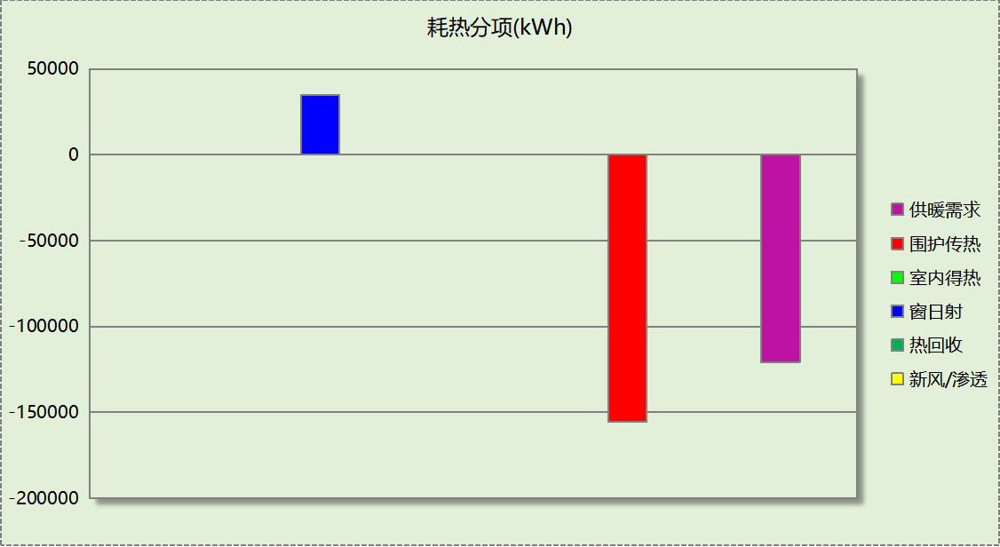 耗热分项(kWh)
50000
0
-50000
-100000
-150000
-200000
供暖需求
围护传热
室内得热
窗日射
热回收
新风/渗透